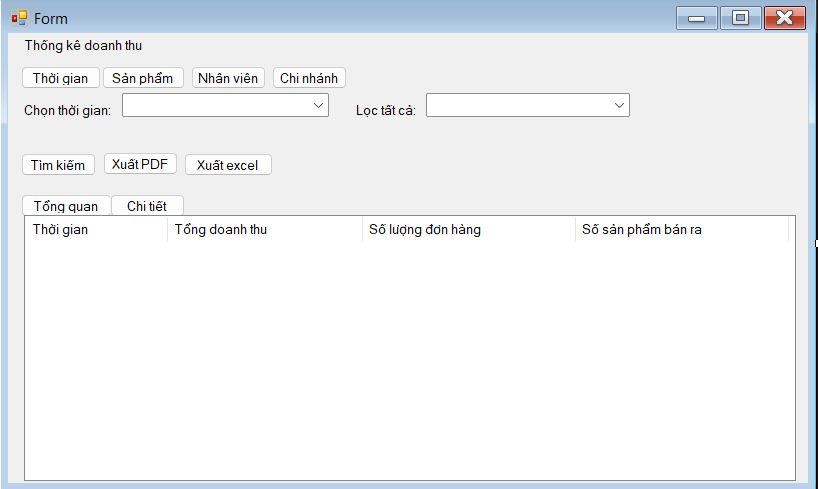 Form
Thống kê doanh thu
Thời gian Sản phẩm Nhân viên Chi nhánh
Chọn thời gian: Lọc tất cả:
Tìm kiếm Xuất PDF Xuất excel
Tổng quan Chi tiết
Thời gian Tổng doanh thu Số lượng đơn hàng Số sản phẩm bán ra